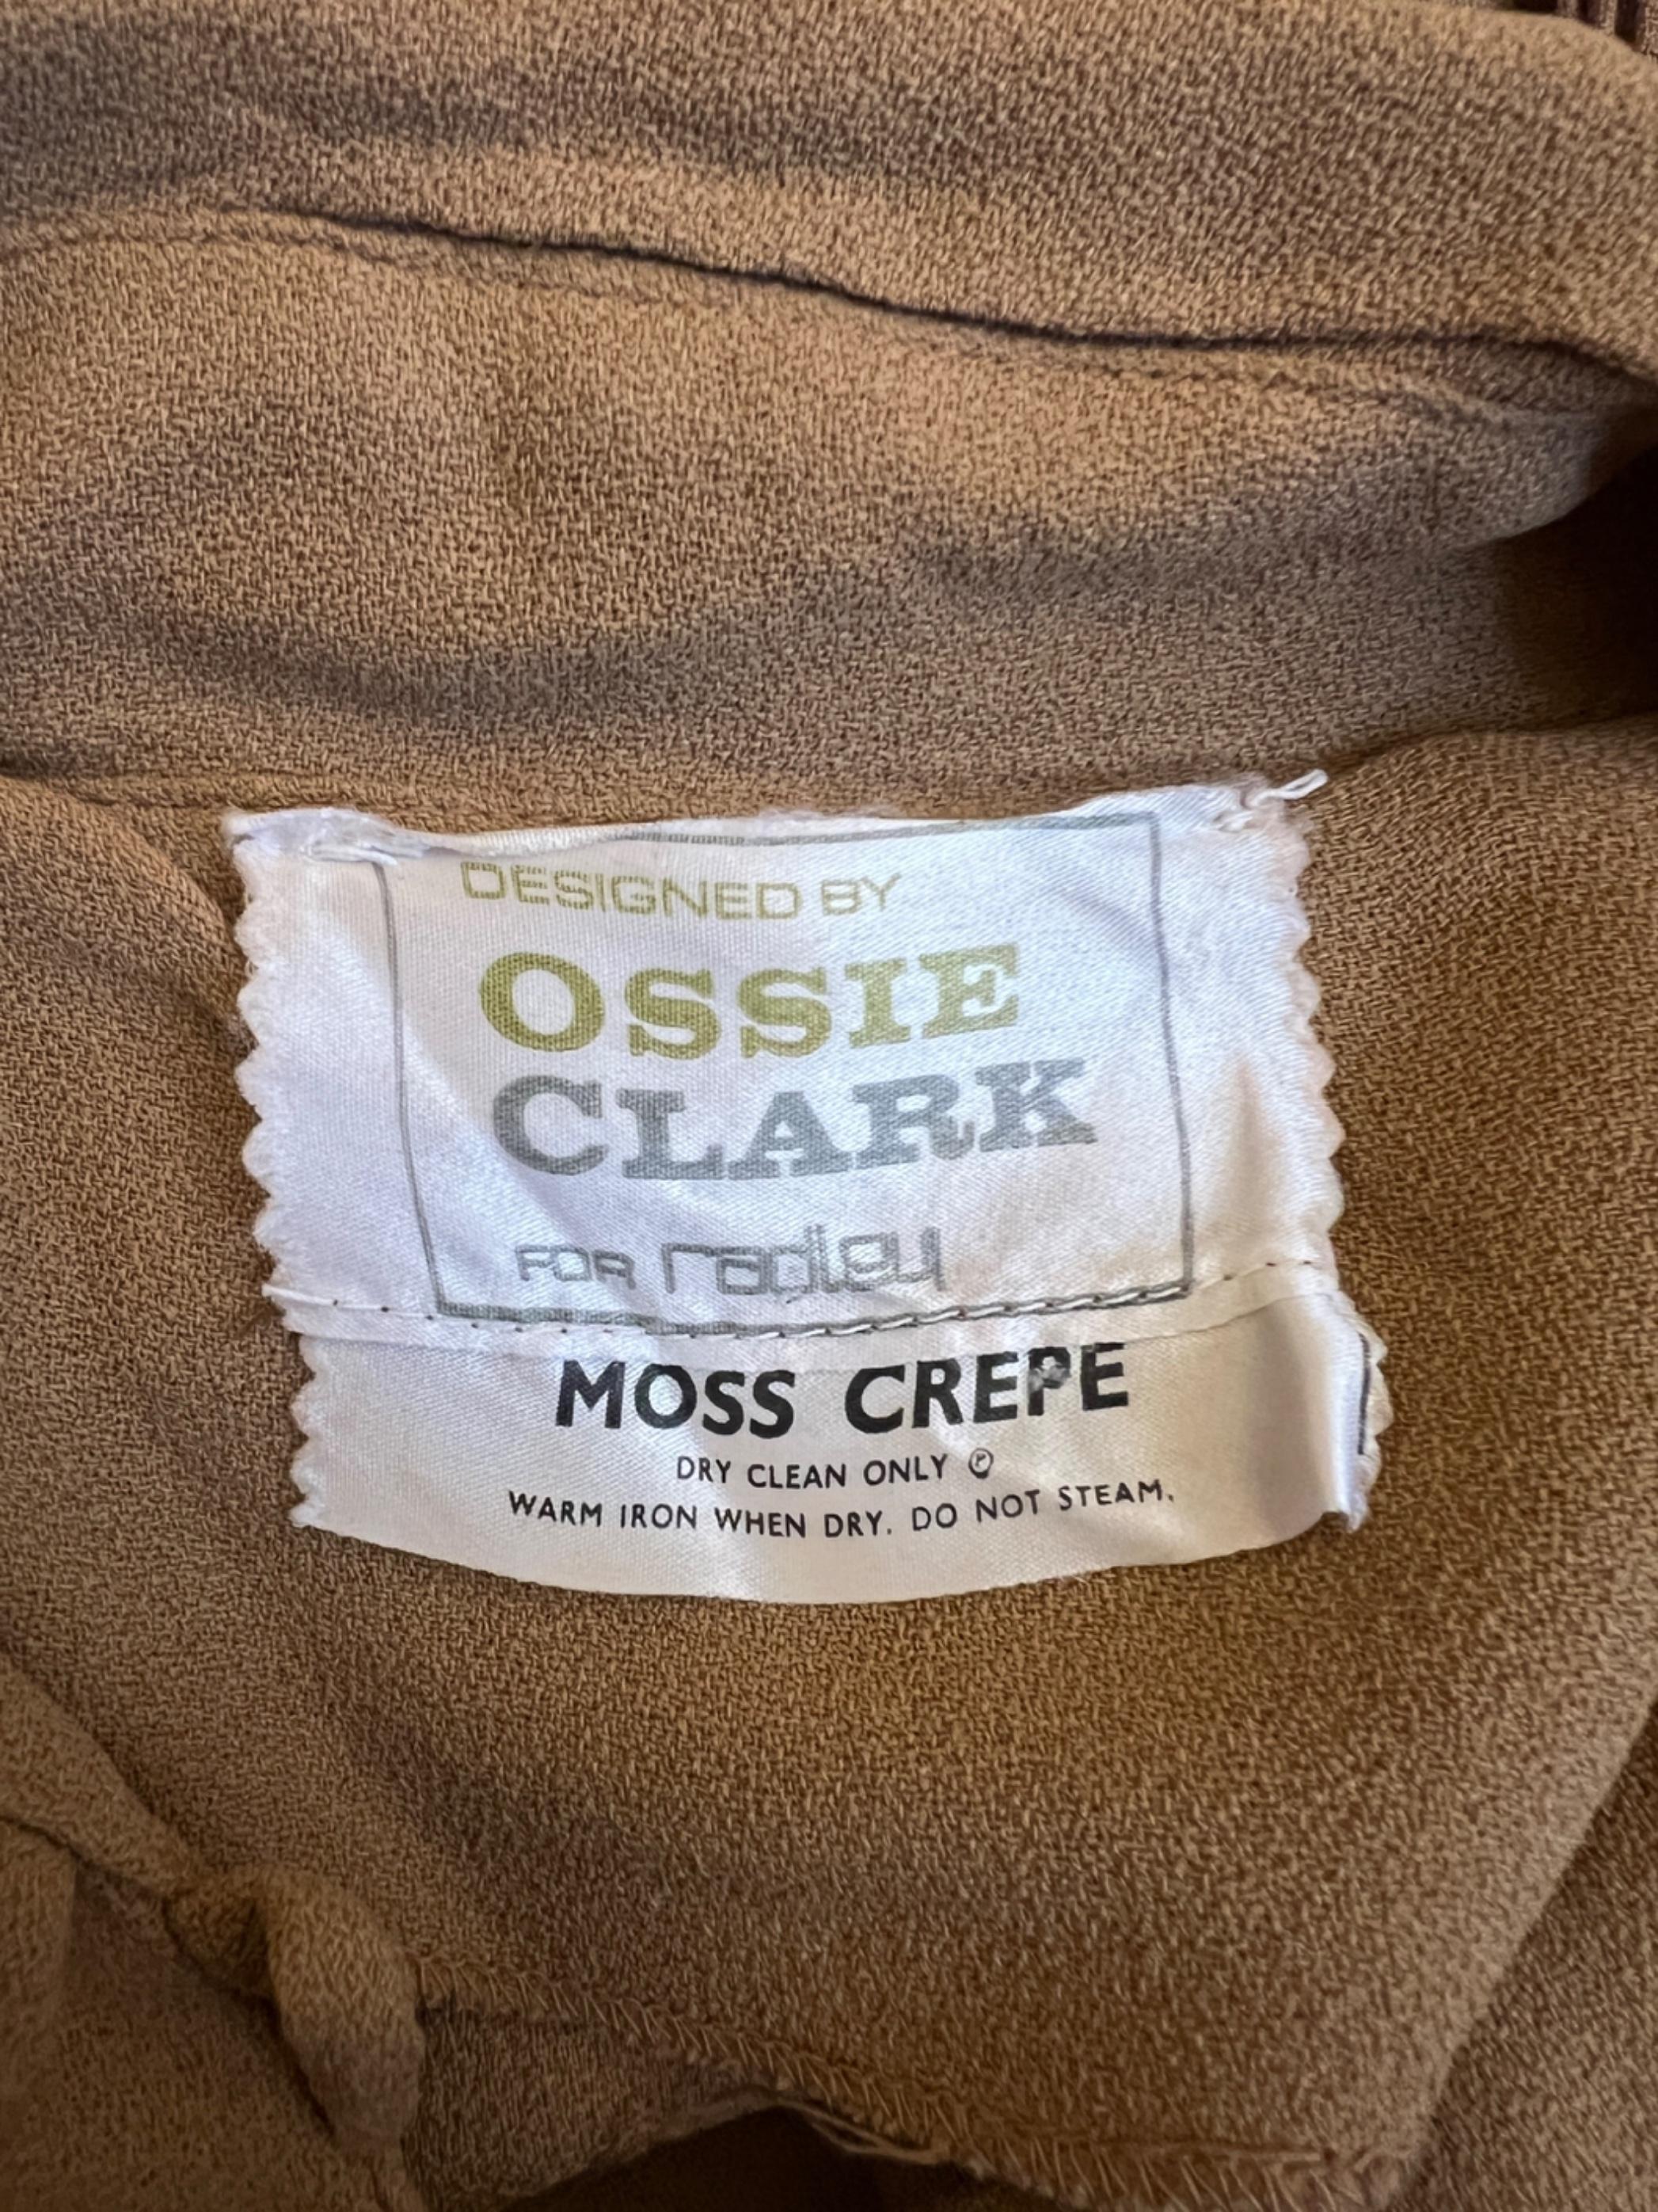 DESIGNED BY
OSSIE
CLARK
FOR radley
MOSS CREPE
DRY CLEAN ONLY Ⓟ
WARM IRON WHEN DRY. DO NOT STEAM.